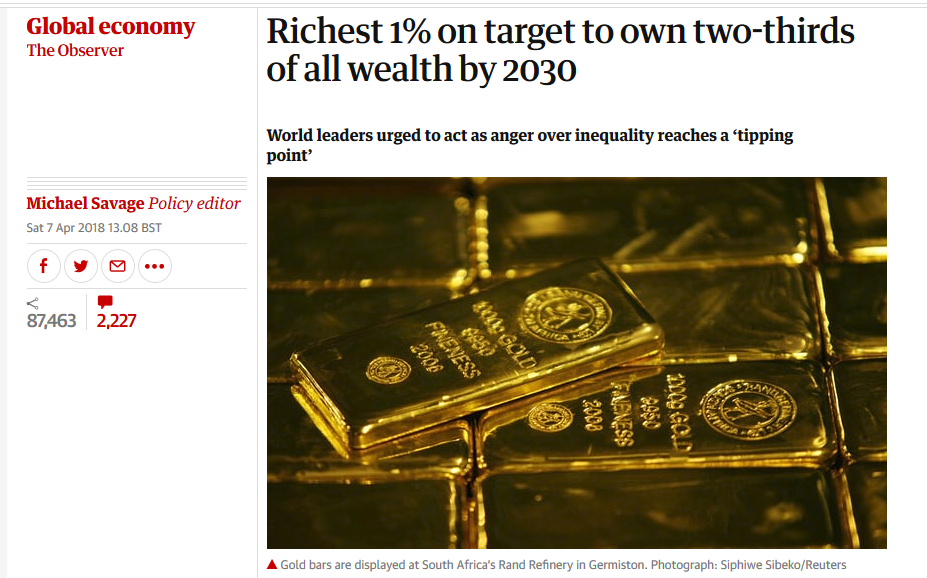 Global economy
The Observer
Richest 1% on target to own two-thirds
of all wealth by 2030
World leaders urged to act as anger over inequality reaches a ‘tipping
point’
Michael Savage Policy editor
Sat 7 Apr 2018 13.08 BST
87,463
2,227
1000g GOLD
9950
FINENESS
2006
1000g GOLD
9950
FINENESS
2006
Gold bars are displayed at South Africa's Rand Refinery in Germiston. Photograph: Siphiwe Sibeko/Reuters